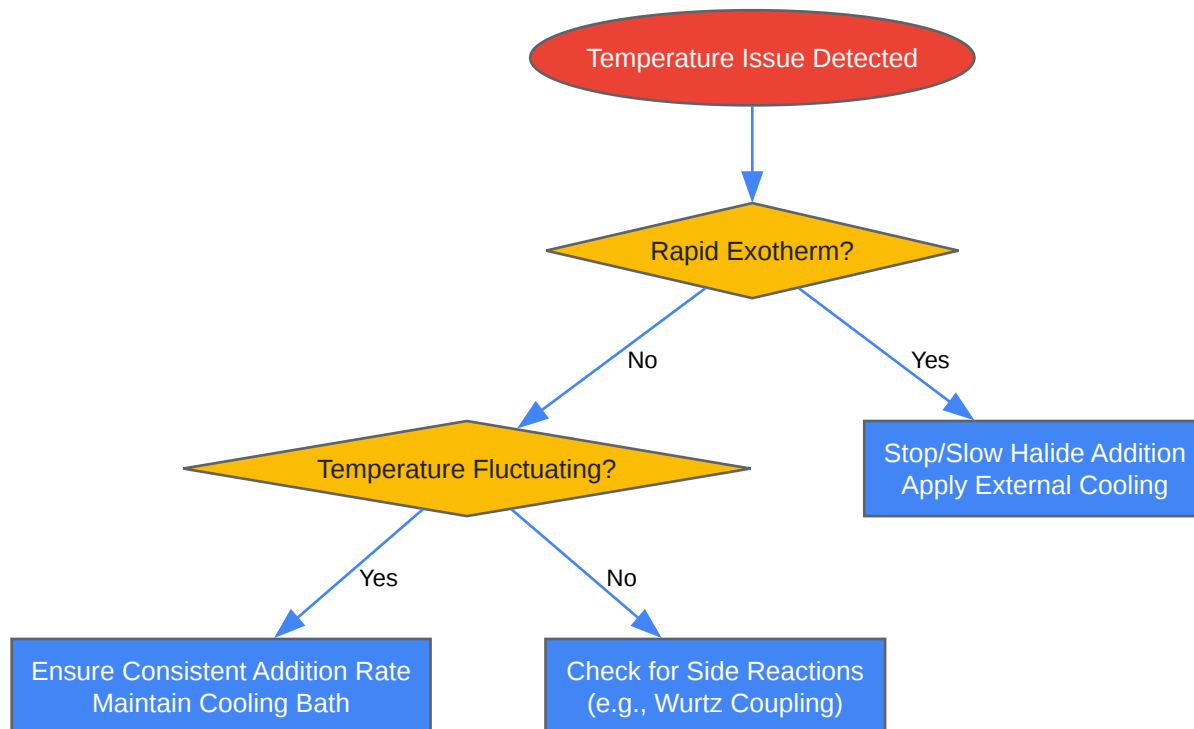 Temperature Issue Detected
Rapid Exotherm?
No
Yes
Temperature Fluctuating?
Stop/Slow Halide Addition
Apply External Cooling
Yes
No
Ensure Consistent Addition Rate
Maintain Cooling Bath
Check for Side Reactions
(e.g., Wurtz Coupling)